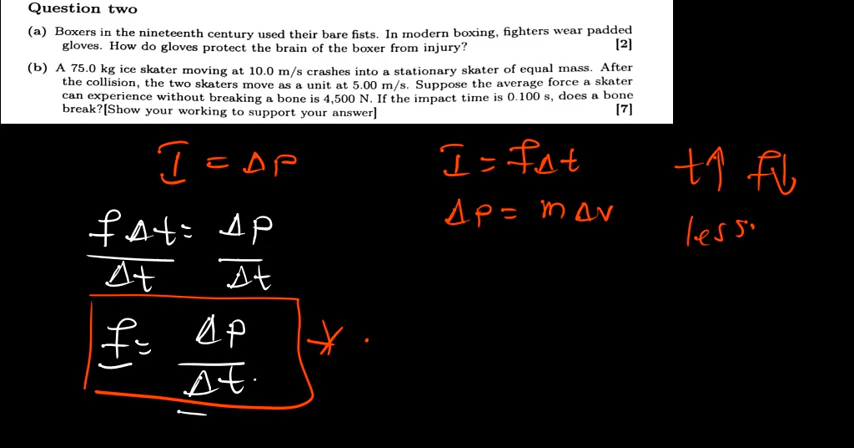 Question two
(a) Boxers in the nineteenth century used their bare fists. In modern boxing, fighters wear padded
gloves. How do gloves protect the brain of the boxer from injury? [2]
(b) A 75.0 kg ice skater moving at 10.0 m/s crashes into a stationary skater of equal mass. After
the collision, the two skaters move as a unit at 5.00 m/s. Suppose the average force a skater
can experience without breaking a bone is 4,500 N. If the impact time is 0.100 s, does a bone
break?[Show your working to support your answer] [7]
I = Δp
I = fΔt
t↑ f↓
Δp = mΔv
less.
fΔt = Δp
Δt Δt
f = Δp
Δt.